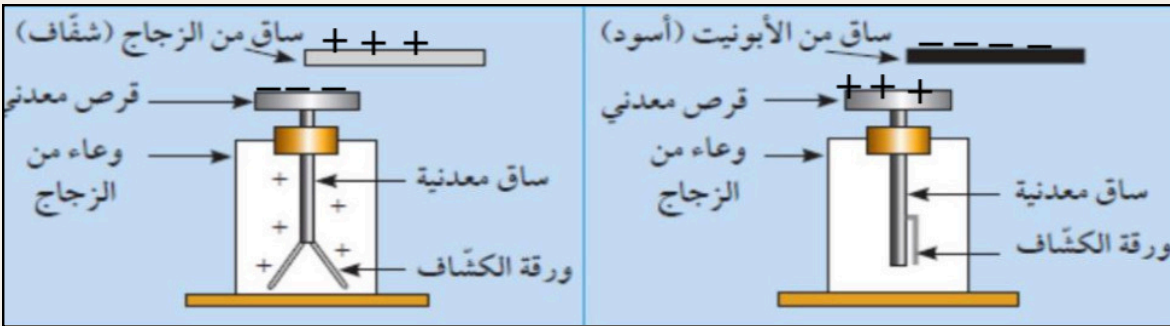 ساق من الأبونيت (أسود)
قرص معدني
وعاء من
الزجاج
ساق معدنية
ورقة الكشّاف
ساق من الزجاج (شفّاف)
قرص معدني
وعاء من
الزجاج
ساق معدنية
ورقة الكشّاف